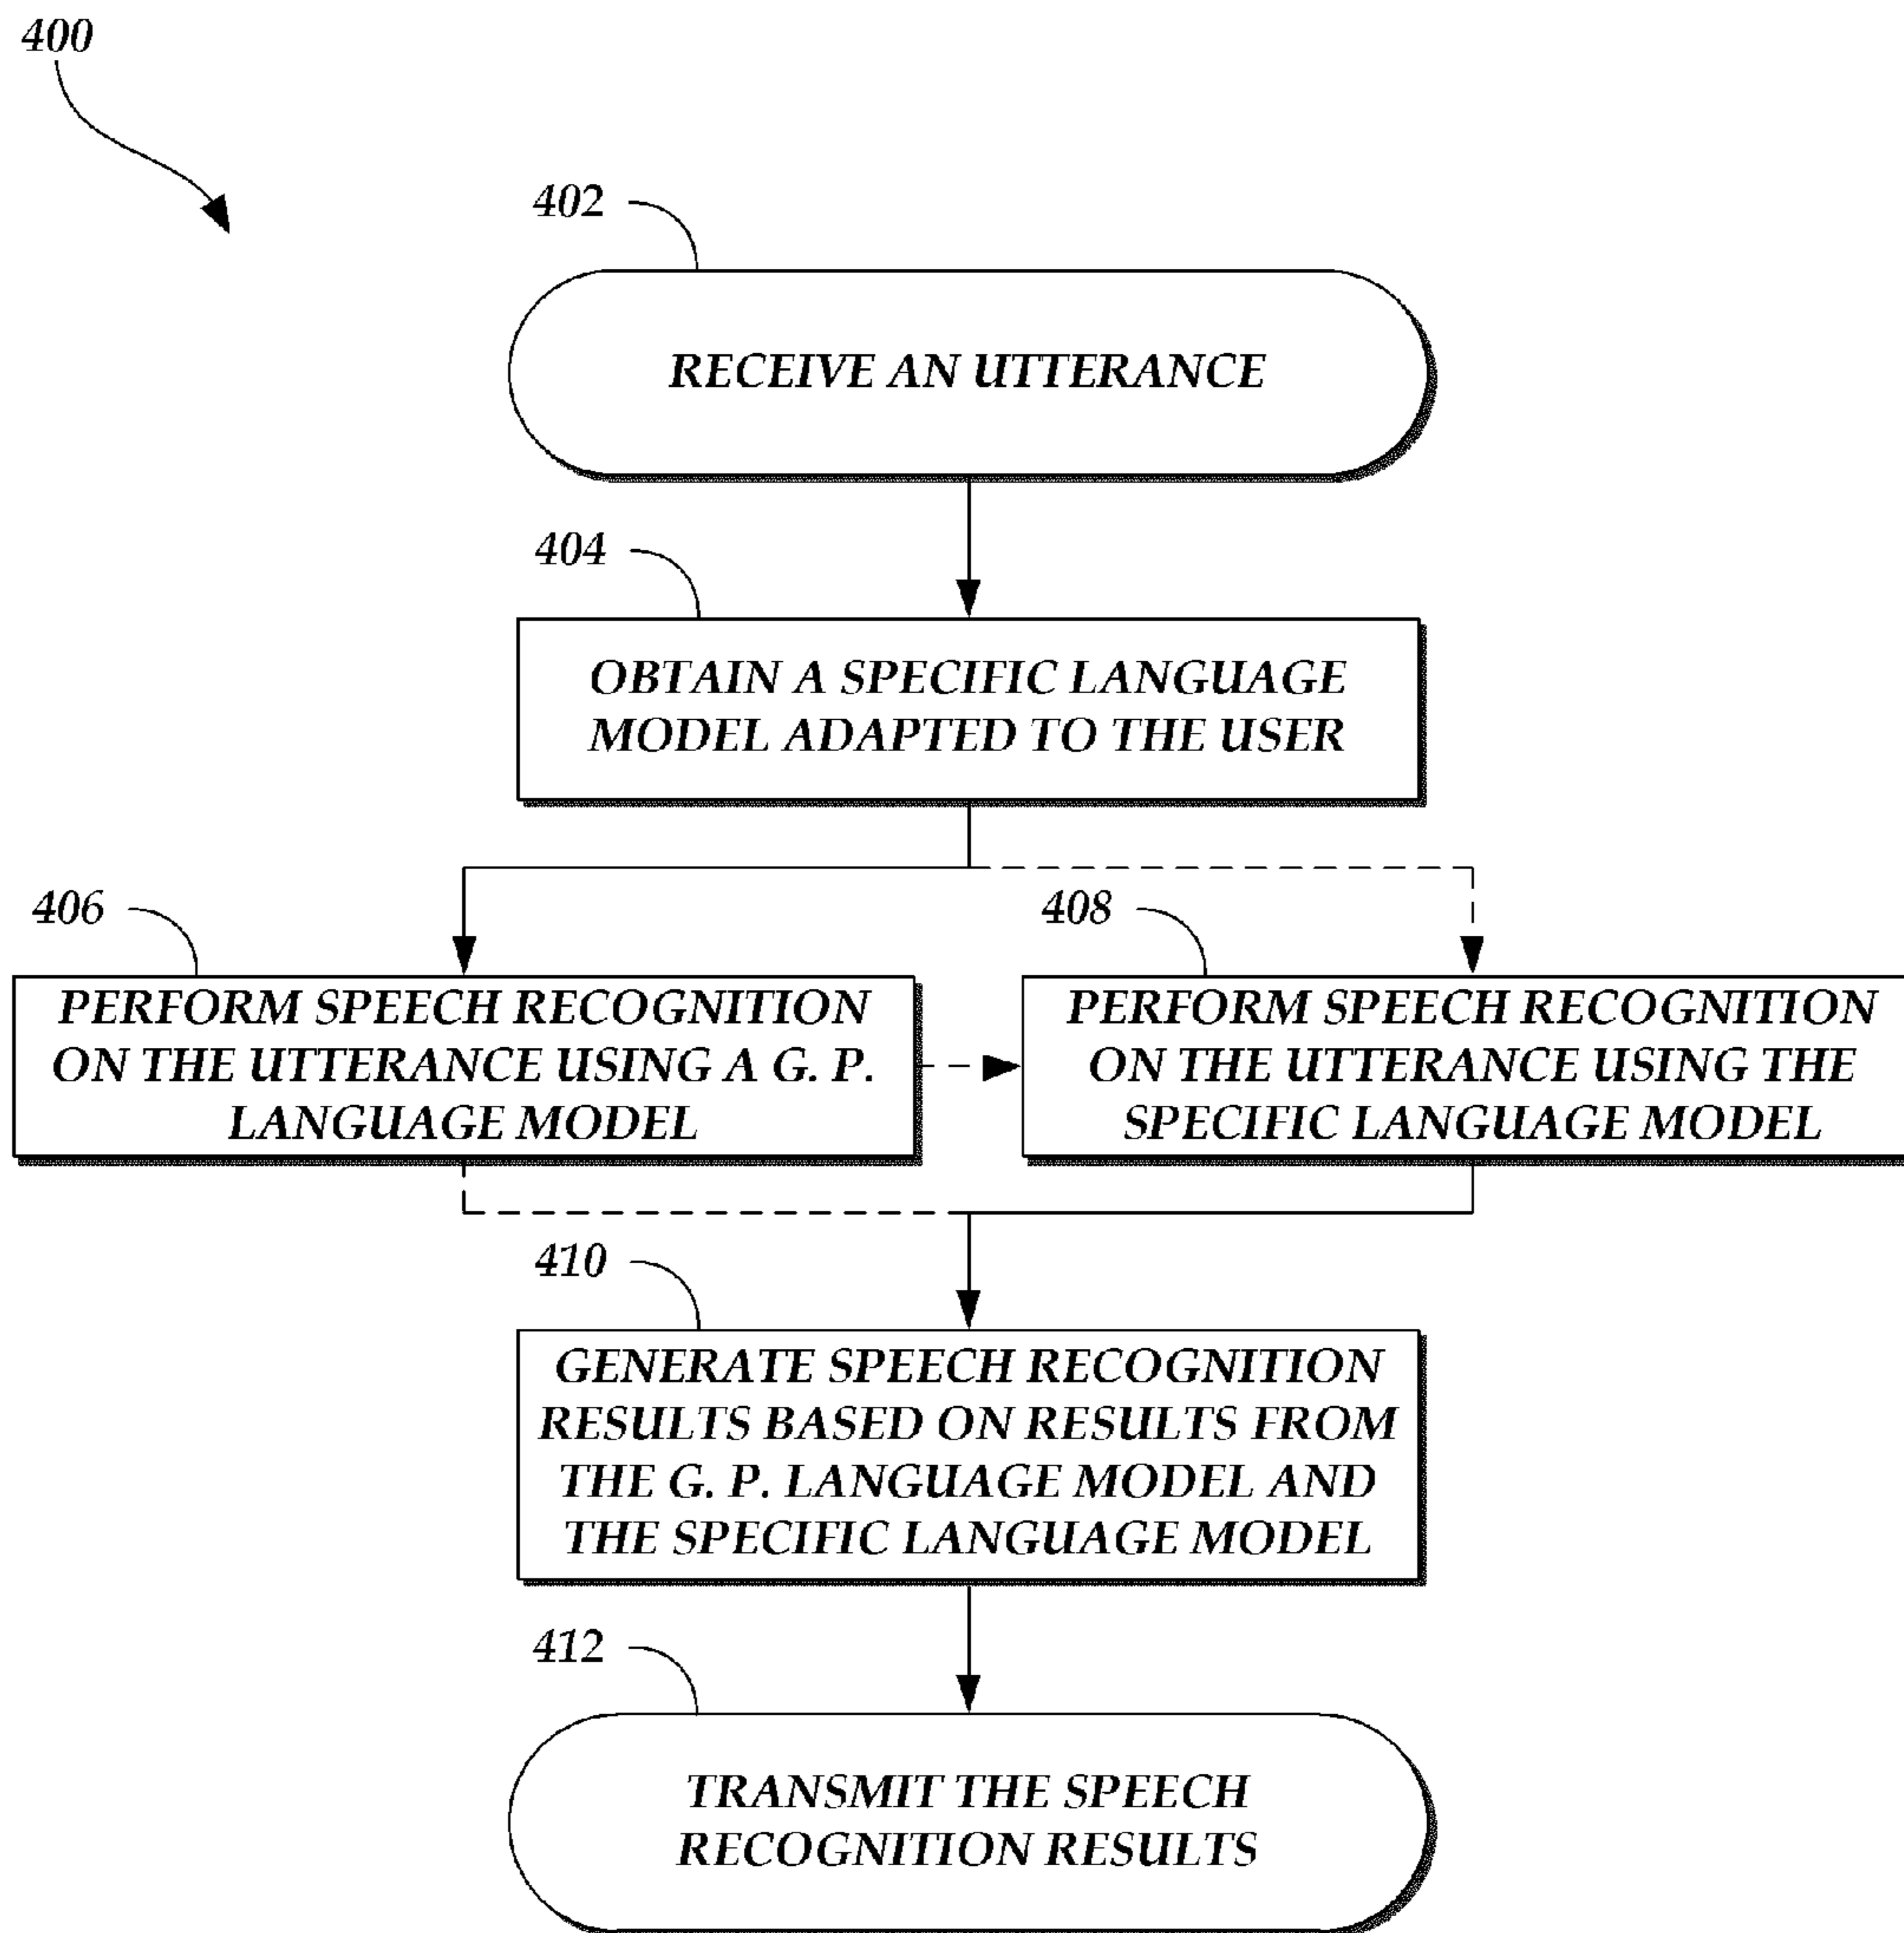 400
402
RECEIVE AN UTTERANCE
404
OBTAIN A SPECIFIC LANGUAGE
MODEL ADAPTED TO THE USER
406
PERFORM SPEECH RECOGNITION
ON THE UTTERANCE USING A G. P.
LANGUAGE MODEL
408
PERFORM SPEECH RECOGNITION
ON THE UTTERANCE USING THE
SPECIFIC LANGUAGE MODEL
410
GENERATE SPEECH RECOGNITION
RESULTS BASED ON RESULTS FROM
THE G. P. LANGUAGE MODEL AND
THE SPECIFIC LANGUAGE MODEL
412
TRANSMIT THE SPEECH
RECOGNITION RESULTS